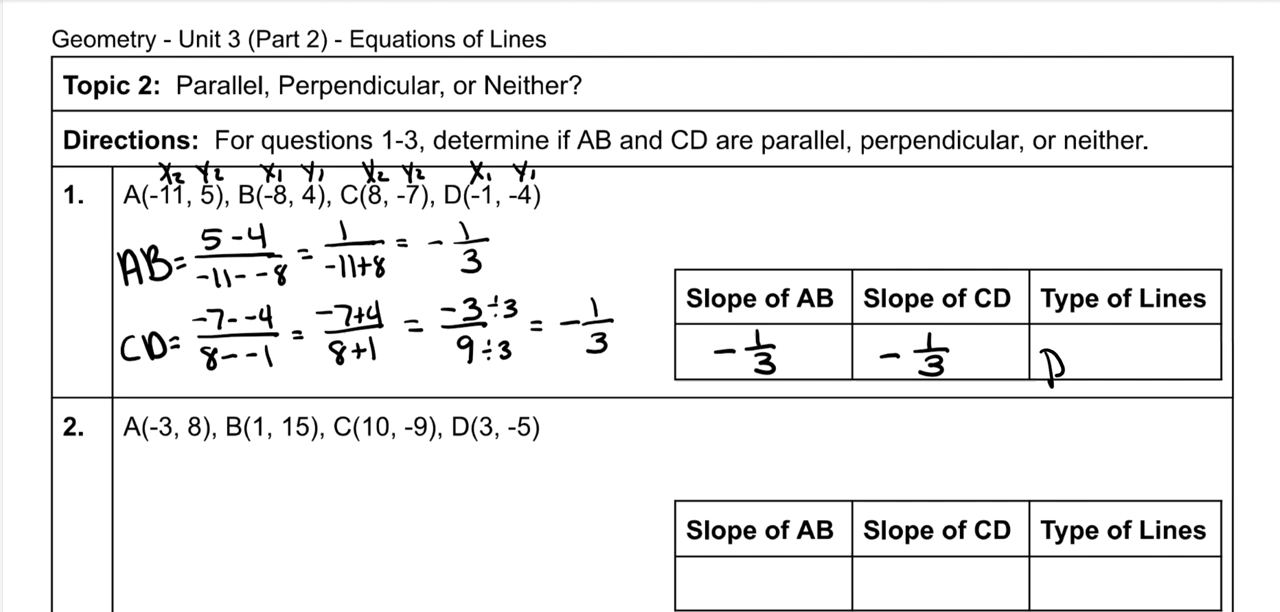 Geometry - Unit 3 (Part 2) - Equations of Lines
Topic 2: Parallel, Perpendicular, or Neither?
Directions: For questions 1-3, determine if AB and CD are parallel, perpendicular, or neither.
X₂ Y₂ X₁ Y₁ X₂ Y₂ X₁ Y₁
1. A(-11, 5), B(-8, 4), C(8, -7), D(-1, -4)
AB = (5-4)/(-11--8) = 1/(-11+8) = -1/3
CD = (-7--4)/(8--1) = (-7+4)/(8+1) = (-3÷3)/(9÷3) = -1/3
Slope of AB Slope of CD Type of Lines
-1/3 -1/3 P
2. A(-3, 8), B(1, 15), C(10, -9), D(3, -5)
Slope of AB Slope of CD Type of Lines